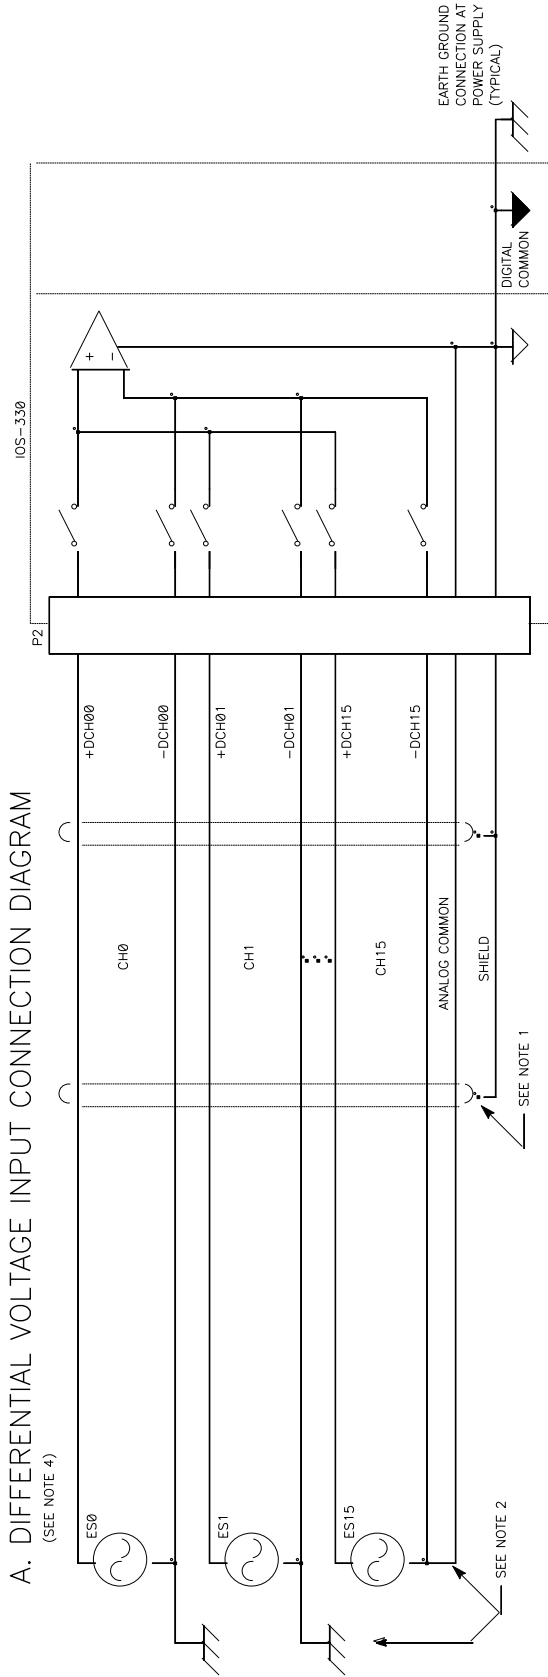 A. DIFFERENTIAL VOLTAGE INPUT CONNECTION DIAGRAM
(SEE NOTE 4)
IOS-330
P2
ES0
CH0
+DCH00
-DCH00
+
-
ES1
CH1
+DCH01
-DCH01
ES15
CH15
+DCH15
-DCH15
ANALOG COMMON
SHIELD
SEE NOTE 1
SEE NOTE 2
DIGITAL
COMMON
EARTH GROUND
CONNECTION AT
POWER SUPPLY
(TYPICAL)